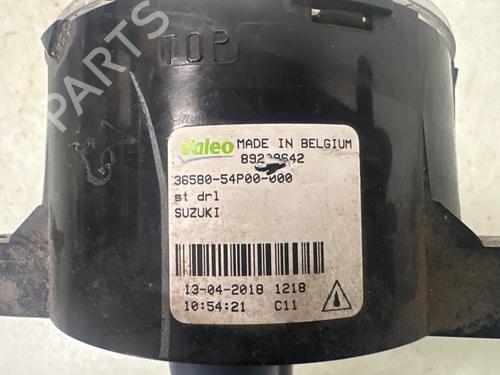 TOP
Valeo MADE IN BELGIUM
36580-54P00-000
st drl
SUZUKI
13-04-2018 1218
10:54:21 C11
B-PARTS